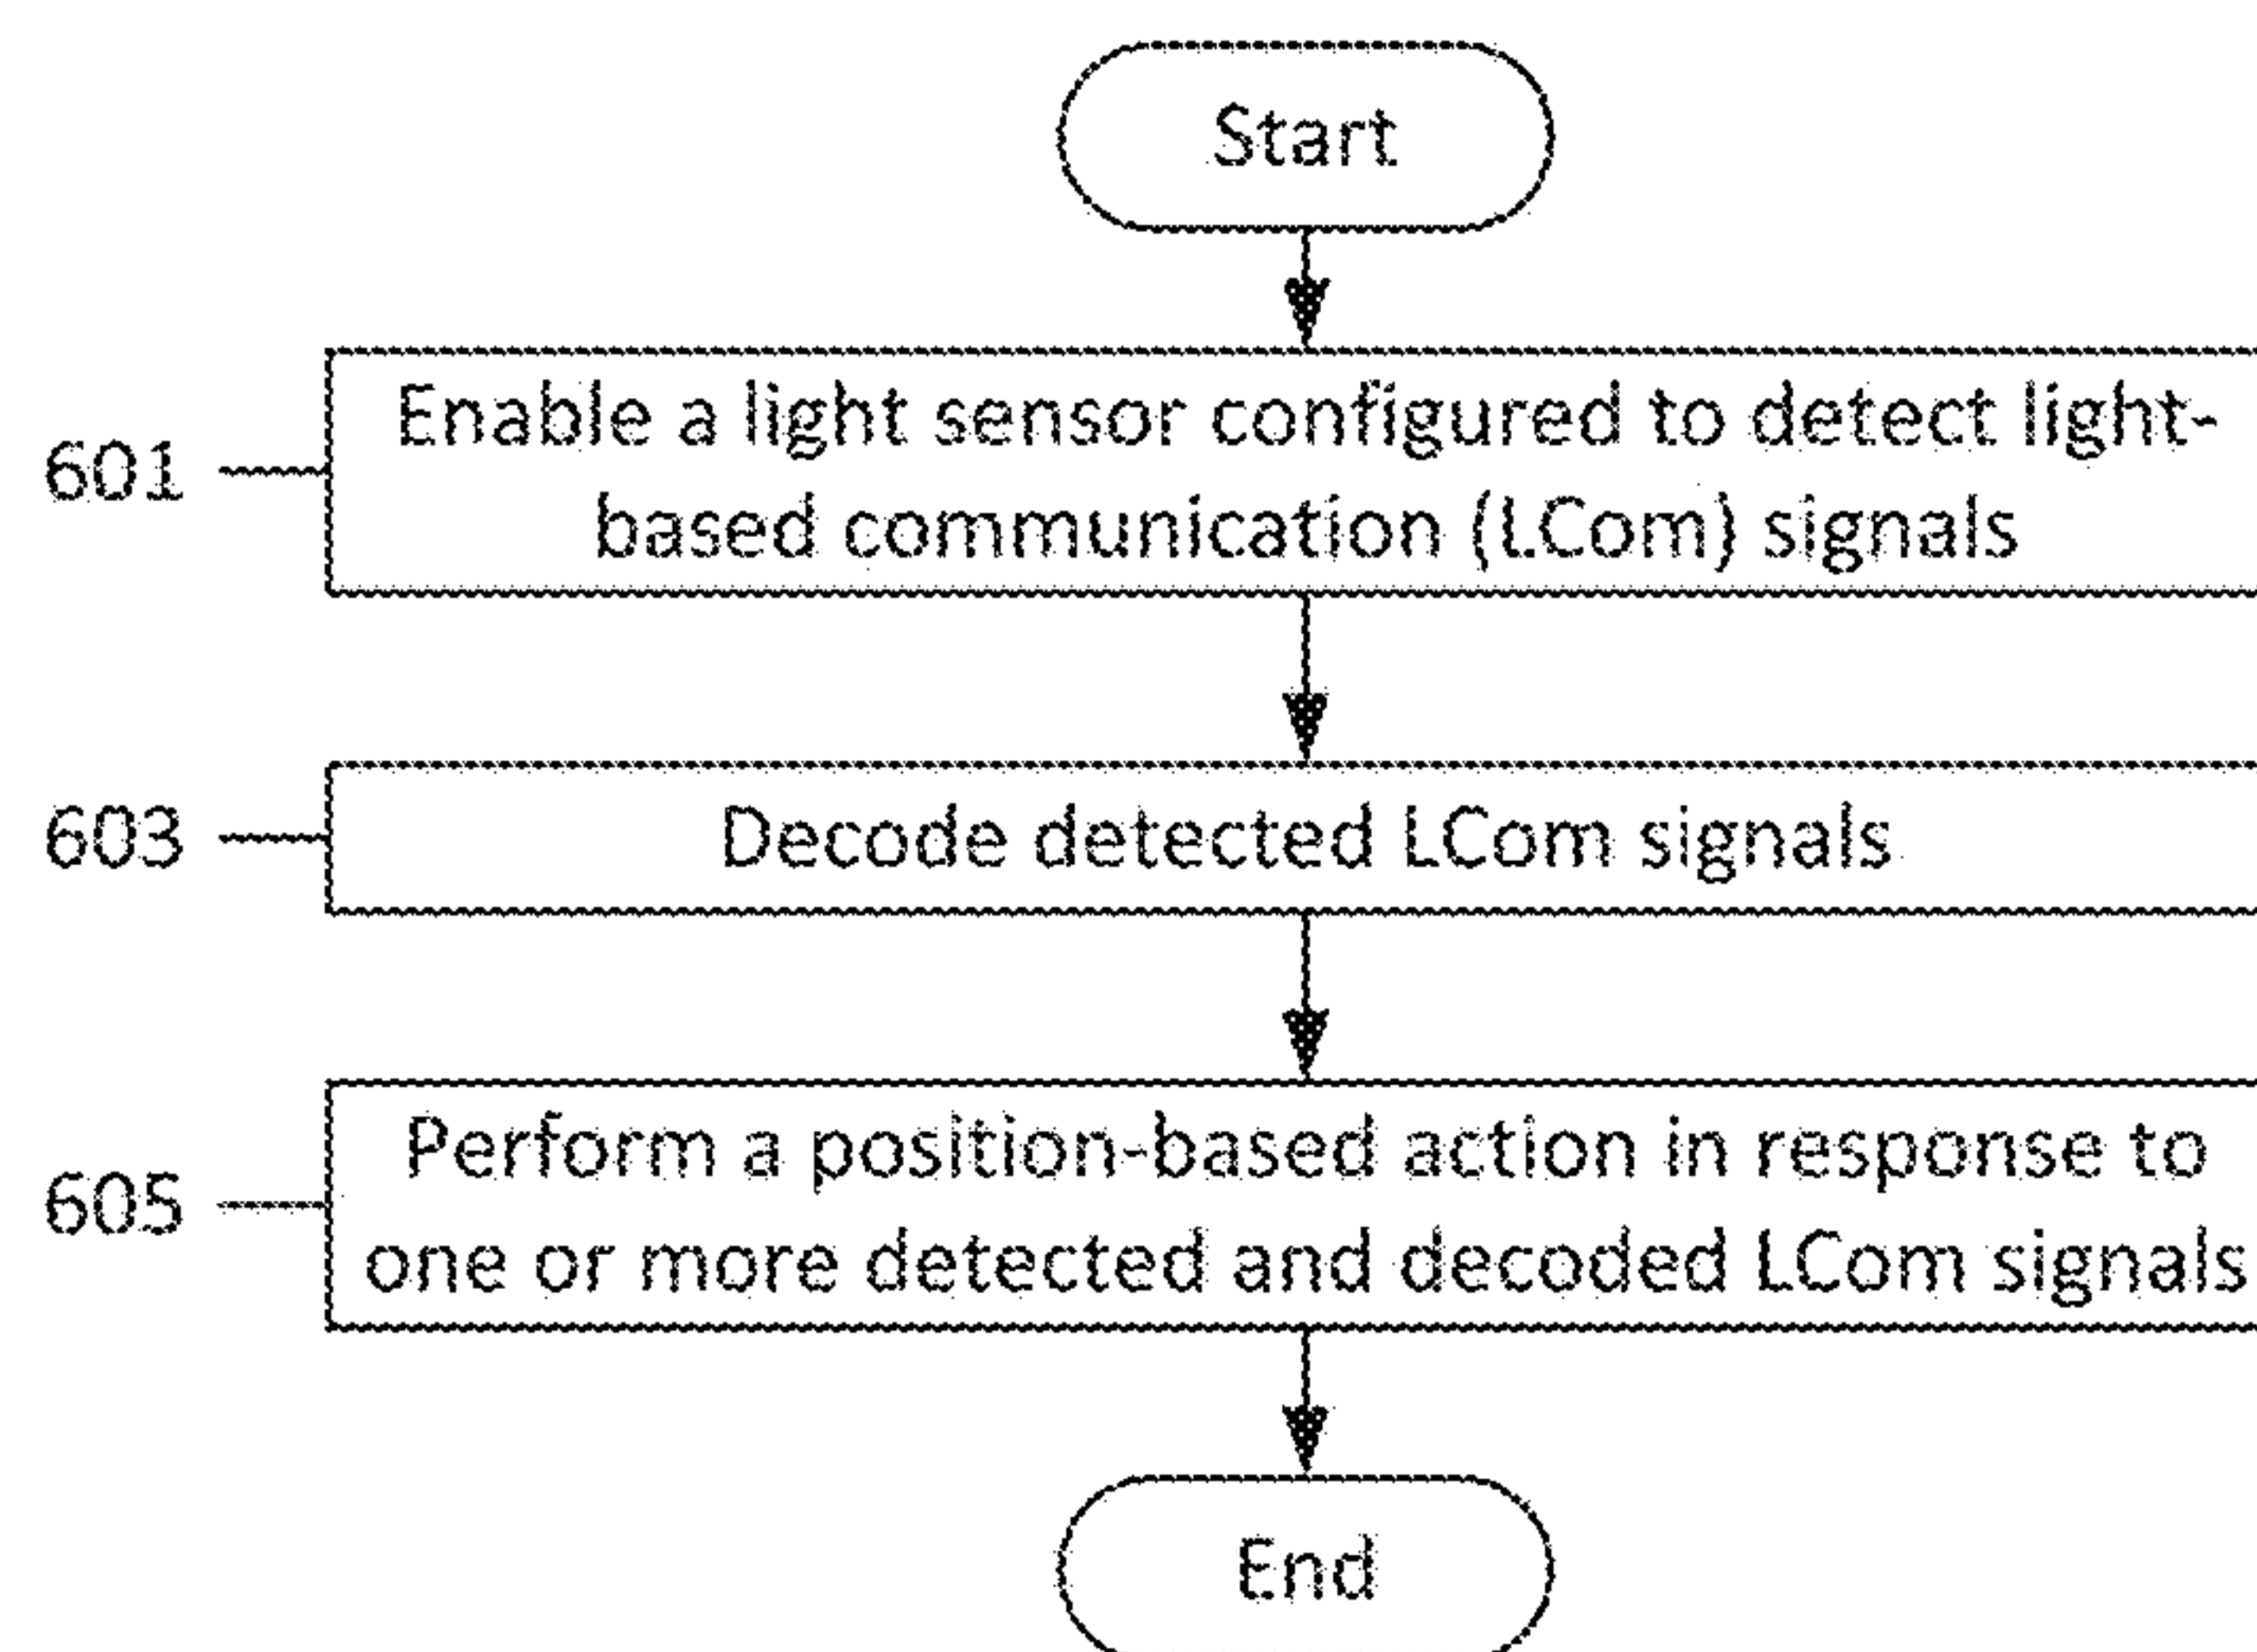 Start
601
Enable a light sensor configured to detect light-
based communication (LCom) signals
603
Decode detected LCom signals
605
Perform a position-based action in response to
one or more detected and decoded LCom signals
End